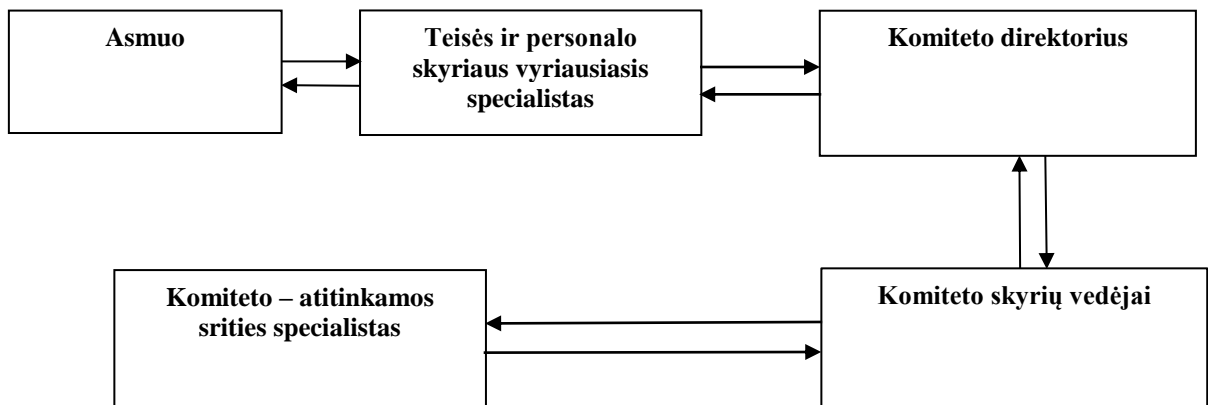 Asmuo
Teisės ir personalo
skyriaus vyriausiasis
specialistas
Komiteto direktorius
Komiteto – atitinkamos
srities specialistas
Komiteto skyrių vedėjai